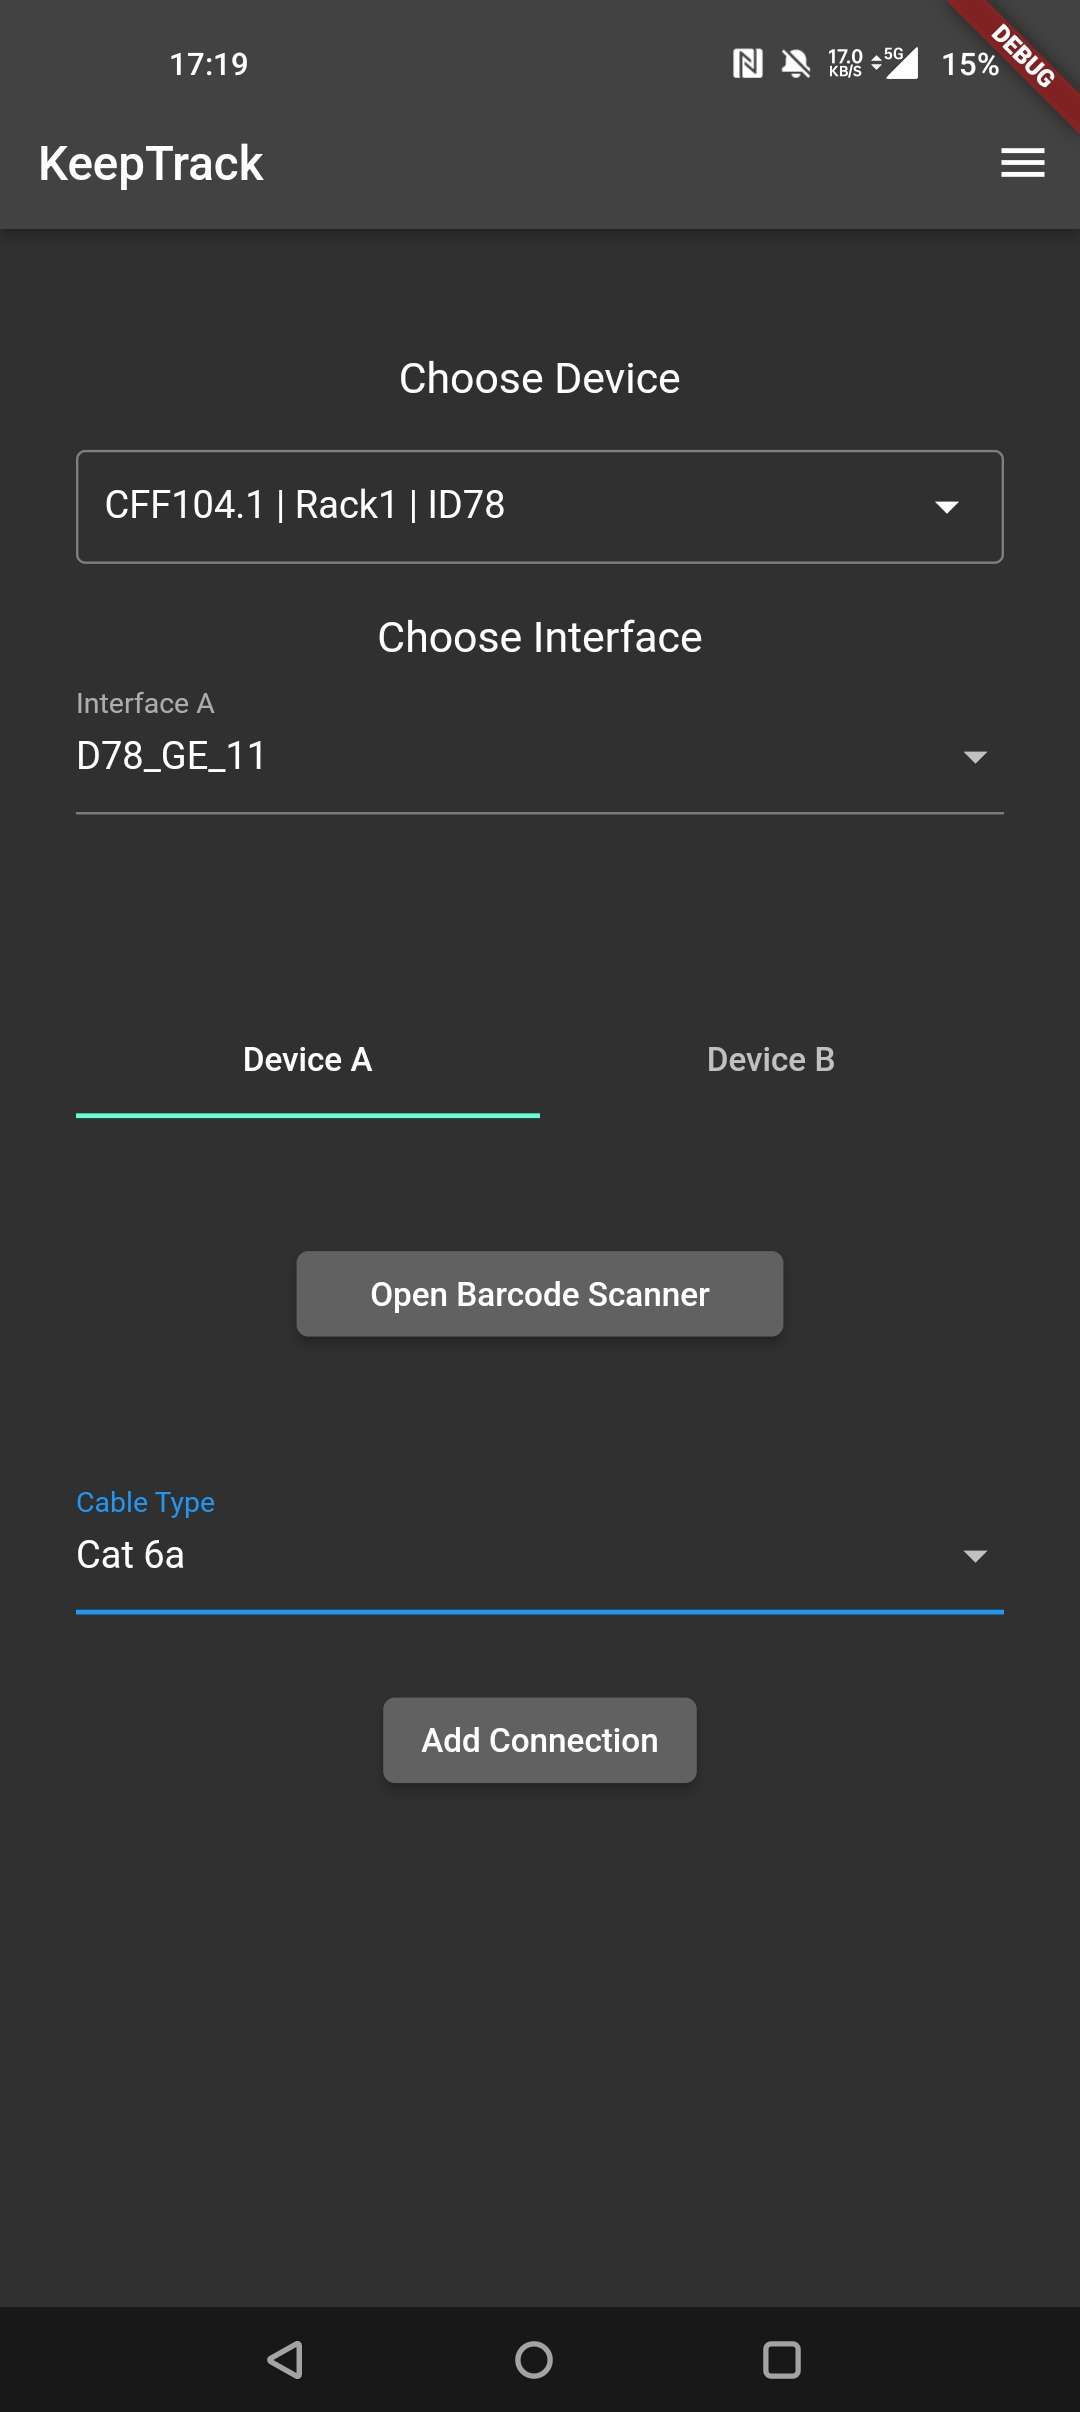 17:19
17.0
KB/S
5G
15%
DEBUG
KeepTrack
Choose Device
CFF104.1 | Rack1 | ID78
Choose Interface
Interface A
D78_GE_11
Device A
Device B
Open Barcode Scanner
Cable Type
Cat 6a
Add Connection